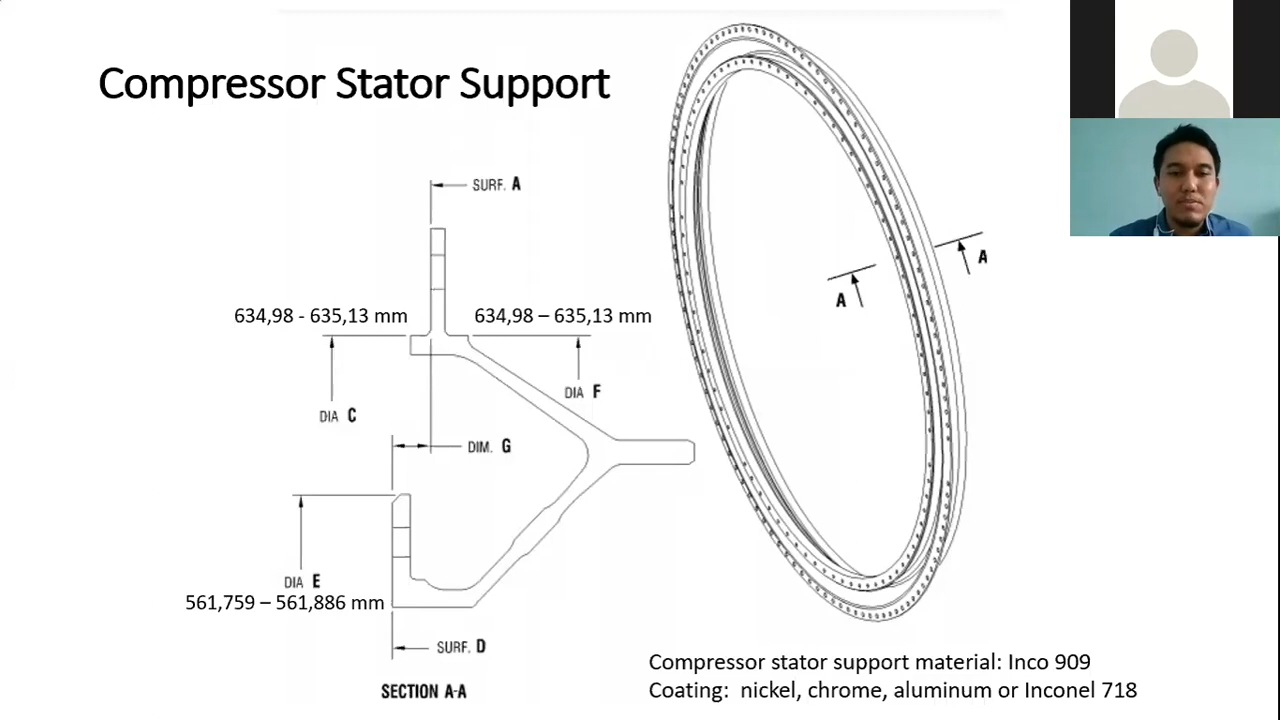 Compressor Stator Support
SURF. A
634,98 - 635,13 mm
634,98 – 635,13 mm
DIA F
DIA C
DIM. G
DIA E
561,759 – 561,886 mm
SURF. D
SECTION A-A
A
A
Compressor stator support material: Inco 909
Coating: nickel, chrome, aluminum or Inconel 718